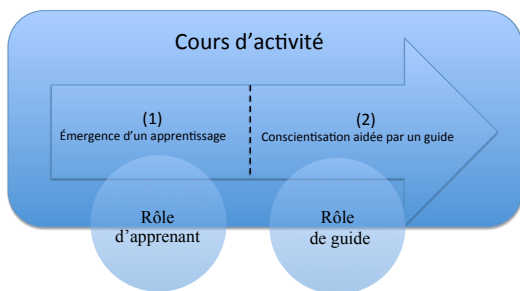 Cours d’activité
(1)
Émergence d’un apprentissage
(2)
Conscientisation aidée par un guide
Rôle
d’apprenant
Rôle
de guide